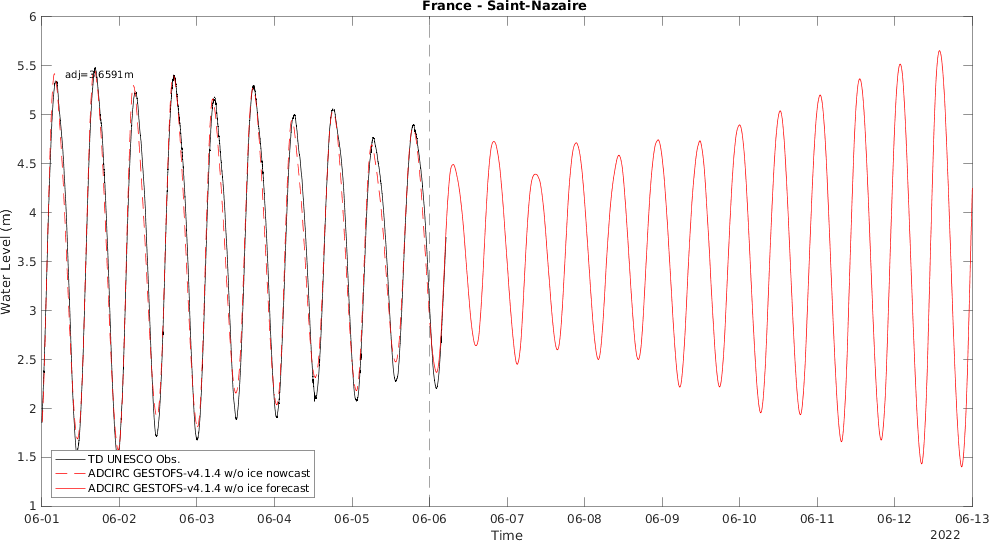 France - Saint-Nazaire
adj=3.6591m
Water Level (m)
6
5.5
5
4.5
4
3.5
3
2.5
2
1.5
1
TD UNESCO Obs.
ADCIRC GESTOFS-v4.1.4 w/o ice nowcast
ADCIRC GESTOFS-v4.1.4 w/o ice forecast
06-01 06-02 06-03 06-04 06-05 06-06 06-07 06-08 06-09 06-10 06-11 06-12 06-13
Time
2022